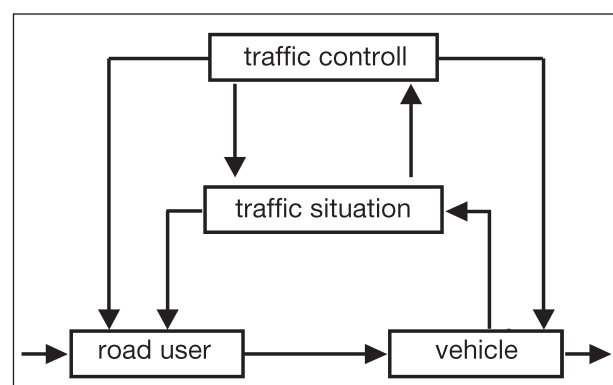 traffic controll
traffic situation
road user
vehicle